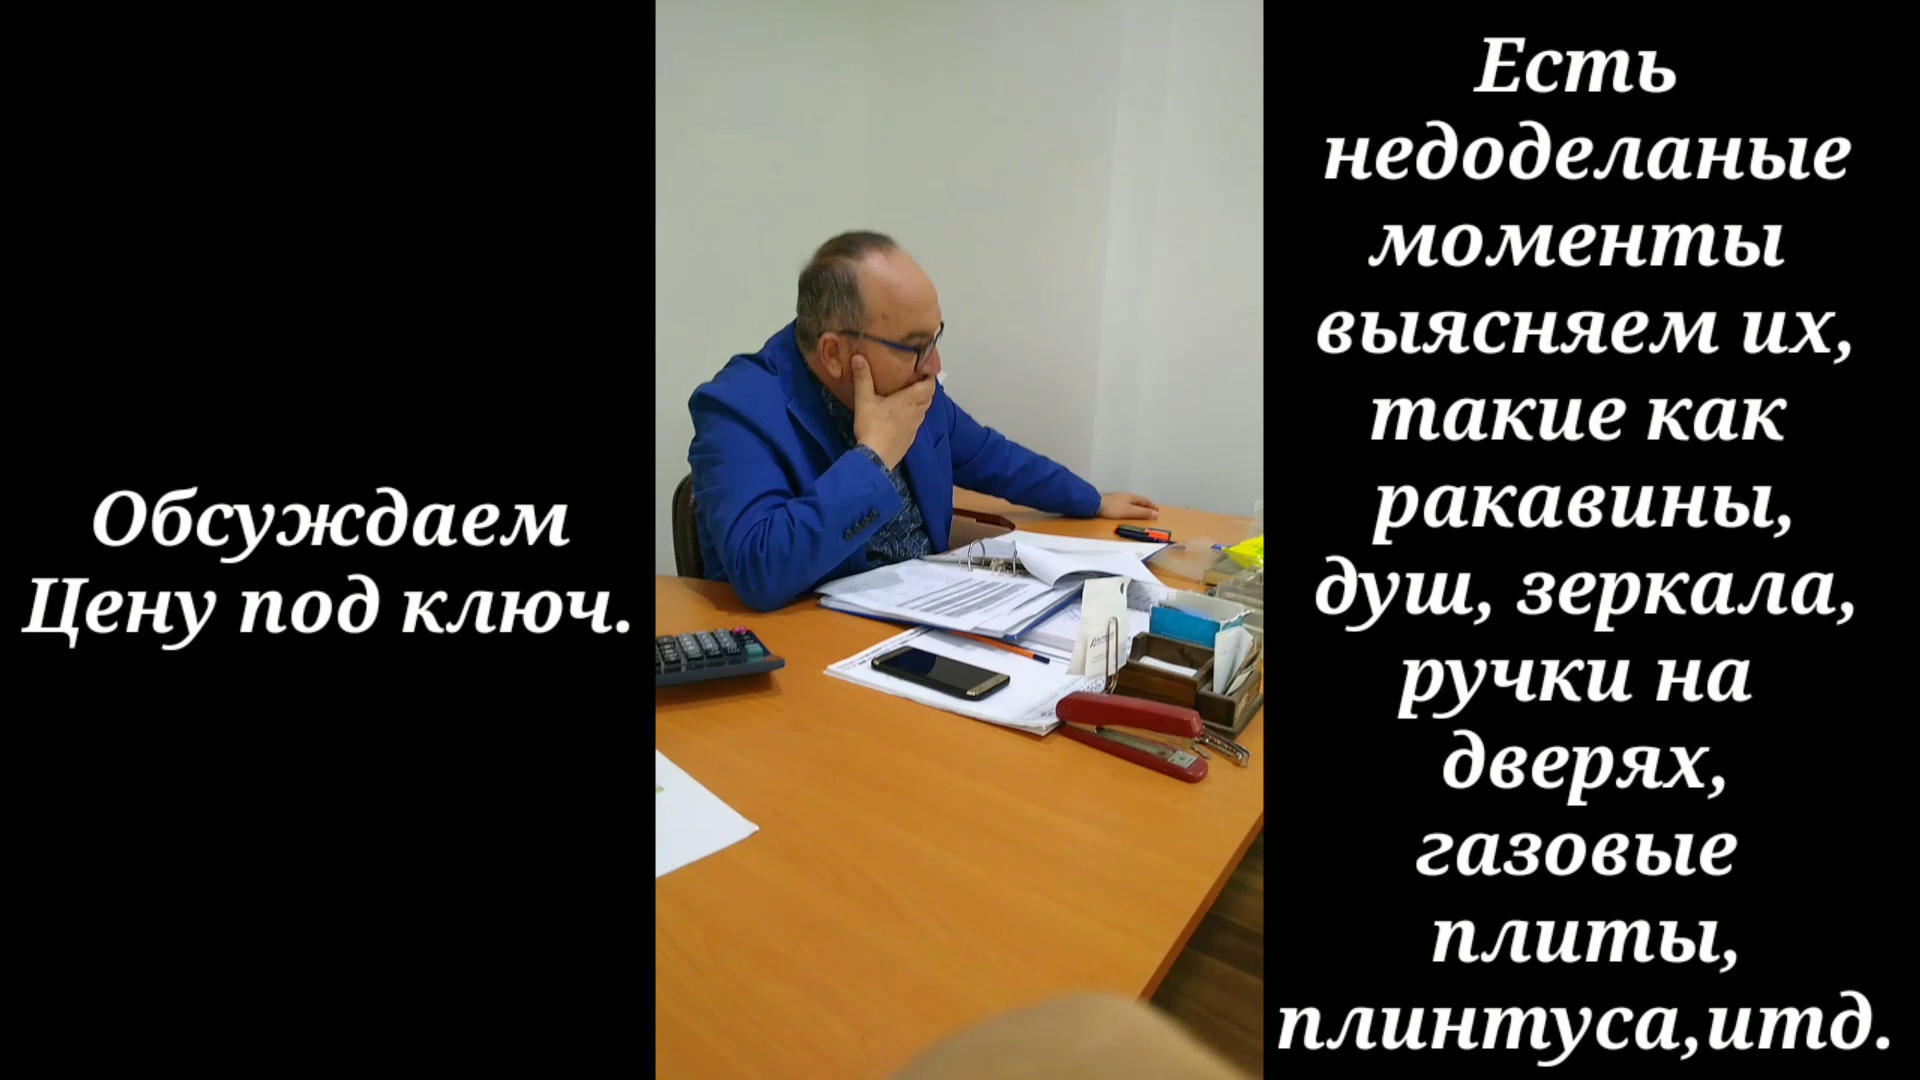 Обсуждаем
Цену под ключ.
Есть
недоделаные
моменты
выясняем их,
такие как
ракавины,
душ, зеркала,
ручки на
дверях,
газовые
плиты,
плинтуса,итд.